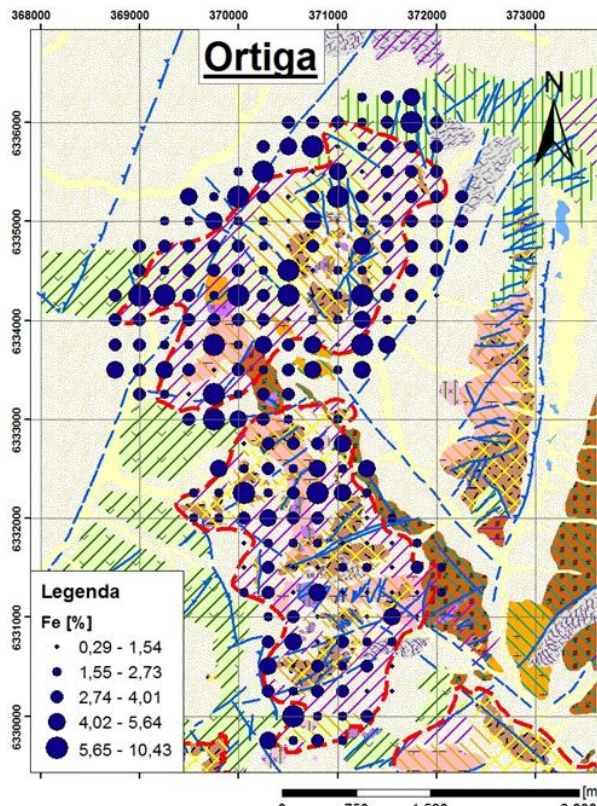 368000 369000 370000 371000 372000 373000
Ortiga
N
6336000
6335000
6334000
6333000
6332000
6331000
6330000
Legenda
Fe [%]
0,29 - 1,54
1,55 - 2,73
2,74 - 4,01
4,02 - 5,64
5,65 - 10,43
[m